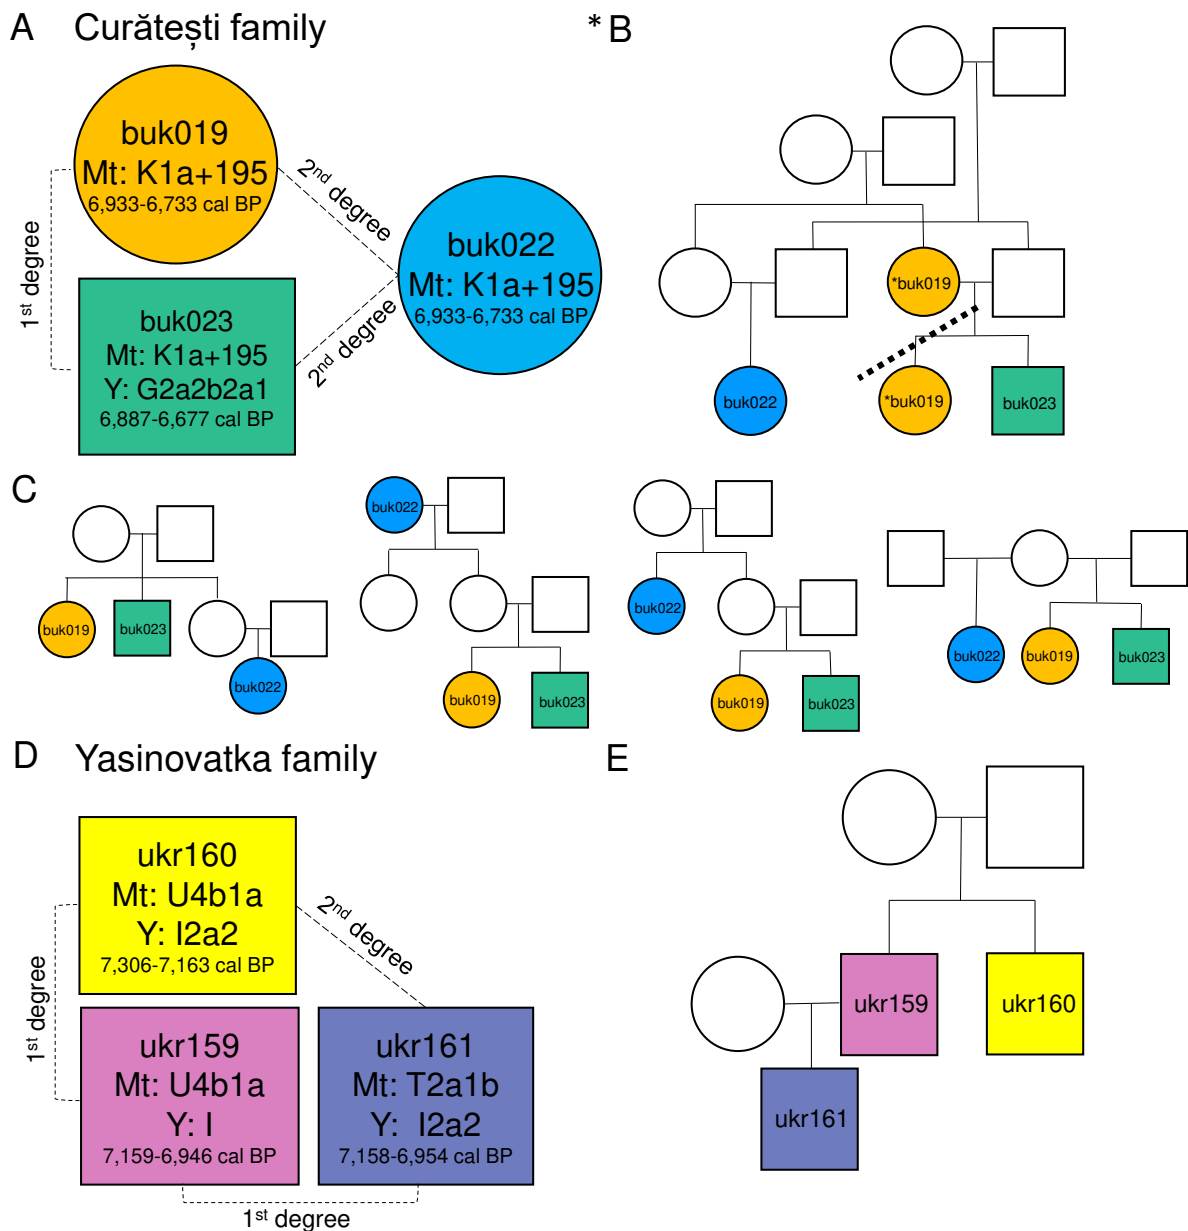 A Curătești family
buk019
Mt: K1a+195
6,933-6,733 cal BP
1st degree
2nd degree
buk022
Mt: K1a+195
6,933-6,733 cal BP
buk023
Mt: K1a+195
Y: G2a2b2a1
6,887-6,677 cal BP
2nd degree
* B
*buk019
buk022
*buk019
buk023
C
buk019
buk023
buk022
buk022
buk019
buk023
buk022
buk019
buk023
buk022
buk019
buk023
D Yasinovatka family
ukr160
Mt: U4b1a
Y: I2a2
7,306-7,163 cal BP
1st degree
2nd degree
ukr159
Mt: U4b1a
Y: I
7,159-6,946 cal BP
ukr161
Mt: T2a1b
Y: I2a2
7,158-6,954 cal BP
1st degree
E
ukr159
ukr160
ukr161